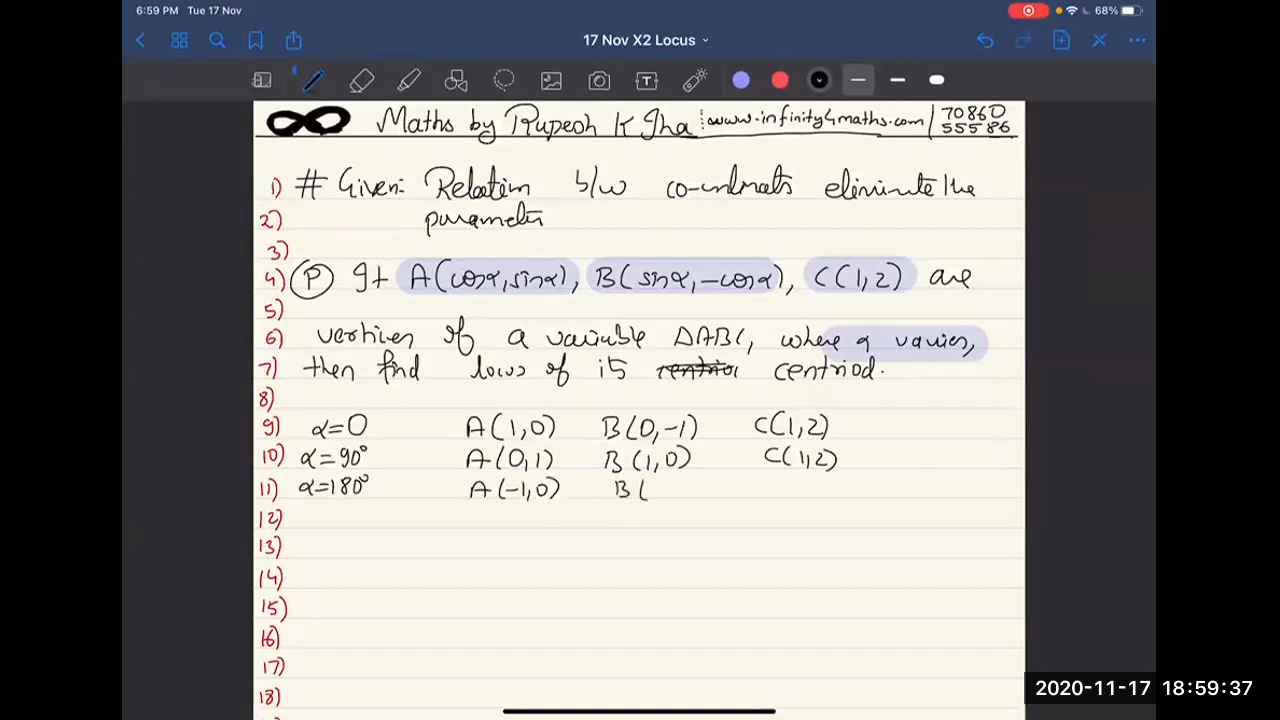 6:59 PM Tue 17 Nov
68%
17 Nov X2 Locus
Maths by Rupesh K Jha www.infinity4maths.com / 70860 55586
1) # Given: Relation b/w co-ordinates eliminate the
2) parameter
3)
4) (P) If A(cosα, sinα), B(sinα, -cosα), C(1,2) are
5)
6) vertices of a variable ΔABC, where α varies,
7) then find locus of its centriod.
8)
9) α=0 A(1,0) B(0,-1) C(1,2)
10) α=90° A(0,1) B(1,0) C(1,2)
11) α=180° A(-1,0) B(
12)
13)
14)
15)
16)
17)
18)
2020-11-17 18:59:37